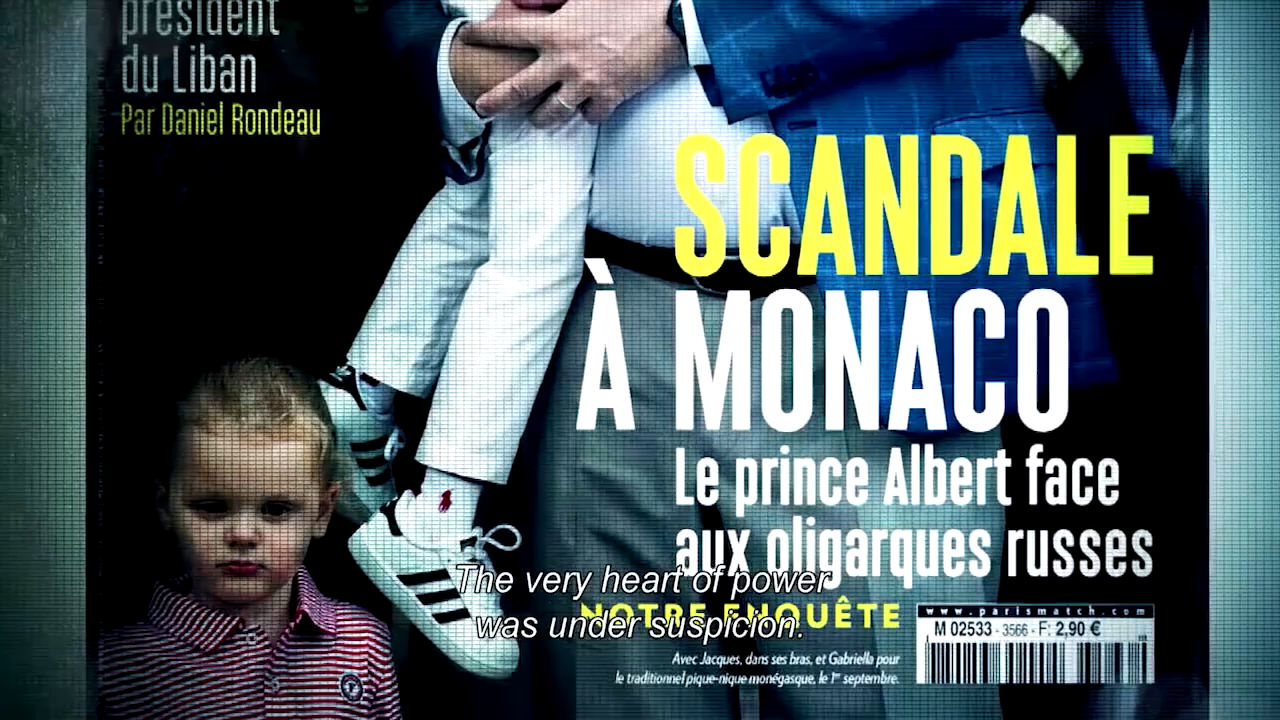 président
du Liban
Par Daniel Rondeau
SCANDALE
À MONACO
Le prince Albert face
aux oligarques russes
NOTRE ENQUÊTE
www.parismatch.com
M 02533 - 3566 - F: 2,90 €
Avec Jacques, dans ses bras, et Gabriella pour
le traditionnel pique-nique monégasque, le 1er septembre.
The very heart of power
was under suspicion.